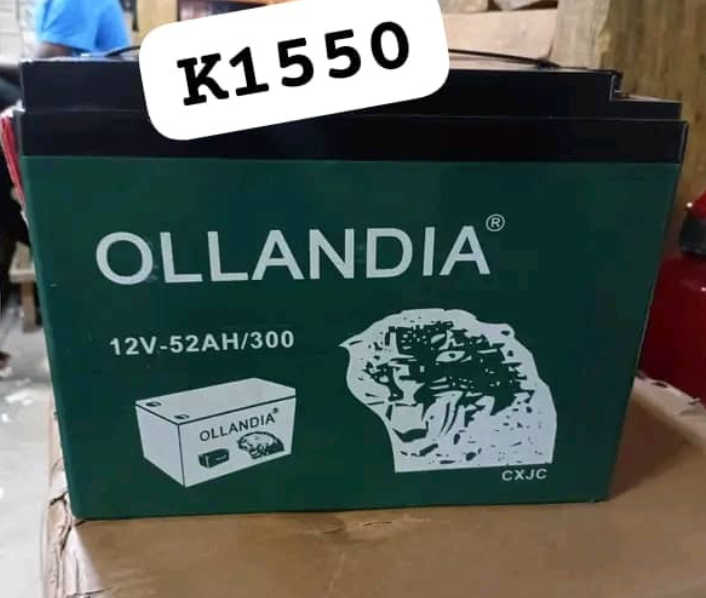 K1550
OLLANDIA®
12V-52AH/300
OLLANDIA®
CXJC